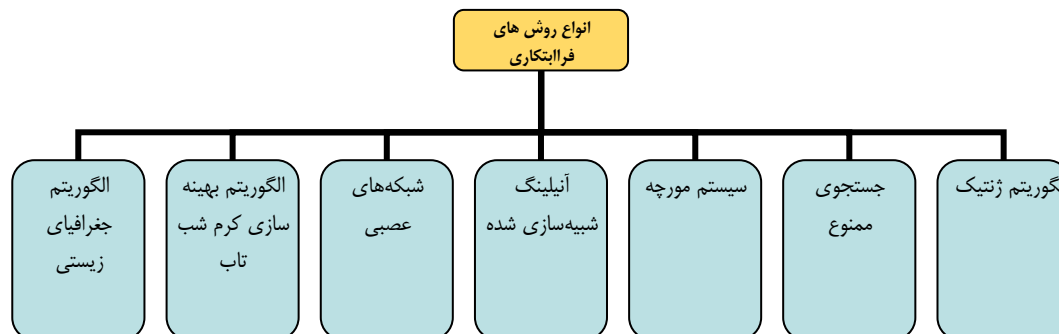 انواع روش های
فراابتکاری
گوریتم ژنتیک
جستجوی
ممنوع
سیستم مورچه
آنیلینگ
شبیه‌سازی شده
شبکه‌های
عصبی
الگوریتم بهینه
سازی کرم شب
تاب
الگوریتم
جغرافیای
زیستی